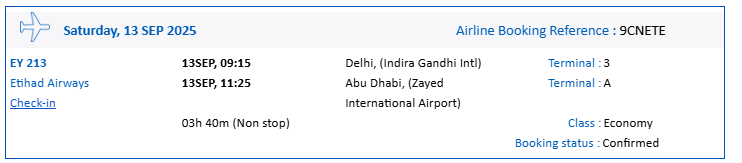 Saturday, 13 SEP 2025 Airline Booking Reference : 9CNETE
EY 213 13SEP, 09:15 Delhi, (Indira Gandhi Intl) Terminal : 3
Etihad Airways 13SEP, 11:25 Abu Dhabi, (Zayed Terminal : A
Check-in International Airport)
03h 40m (Non stop) Class : Economy
Booking status : Confirmed